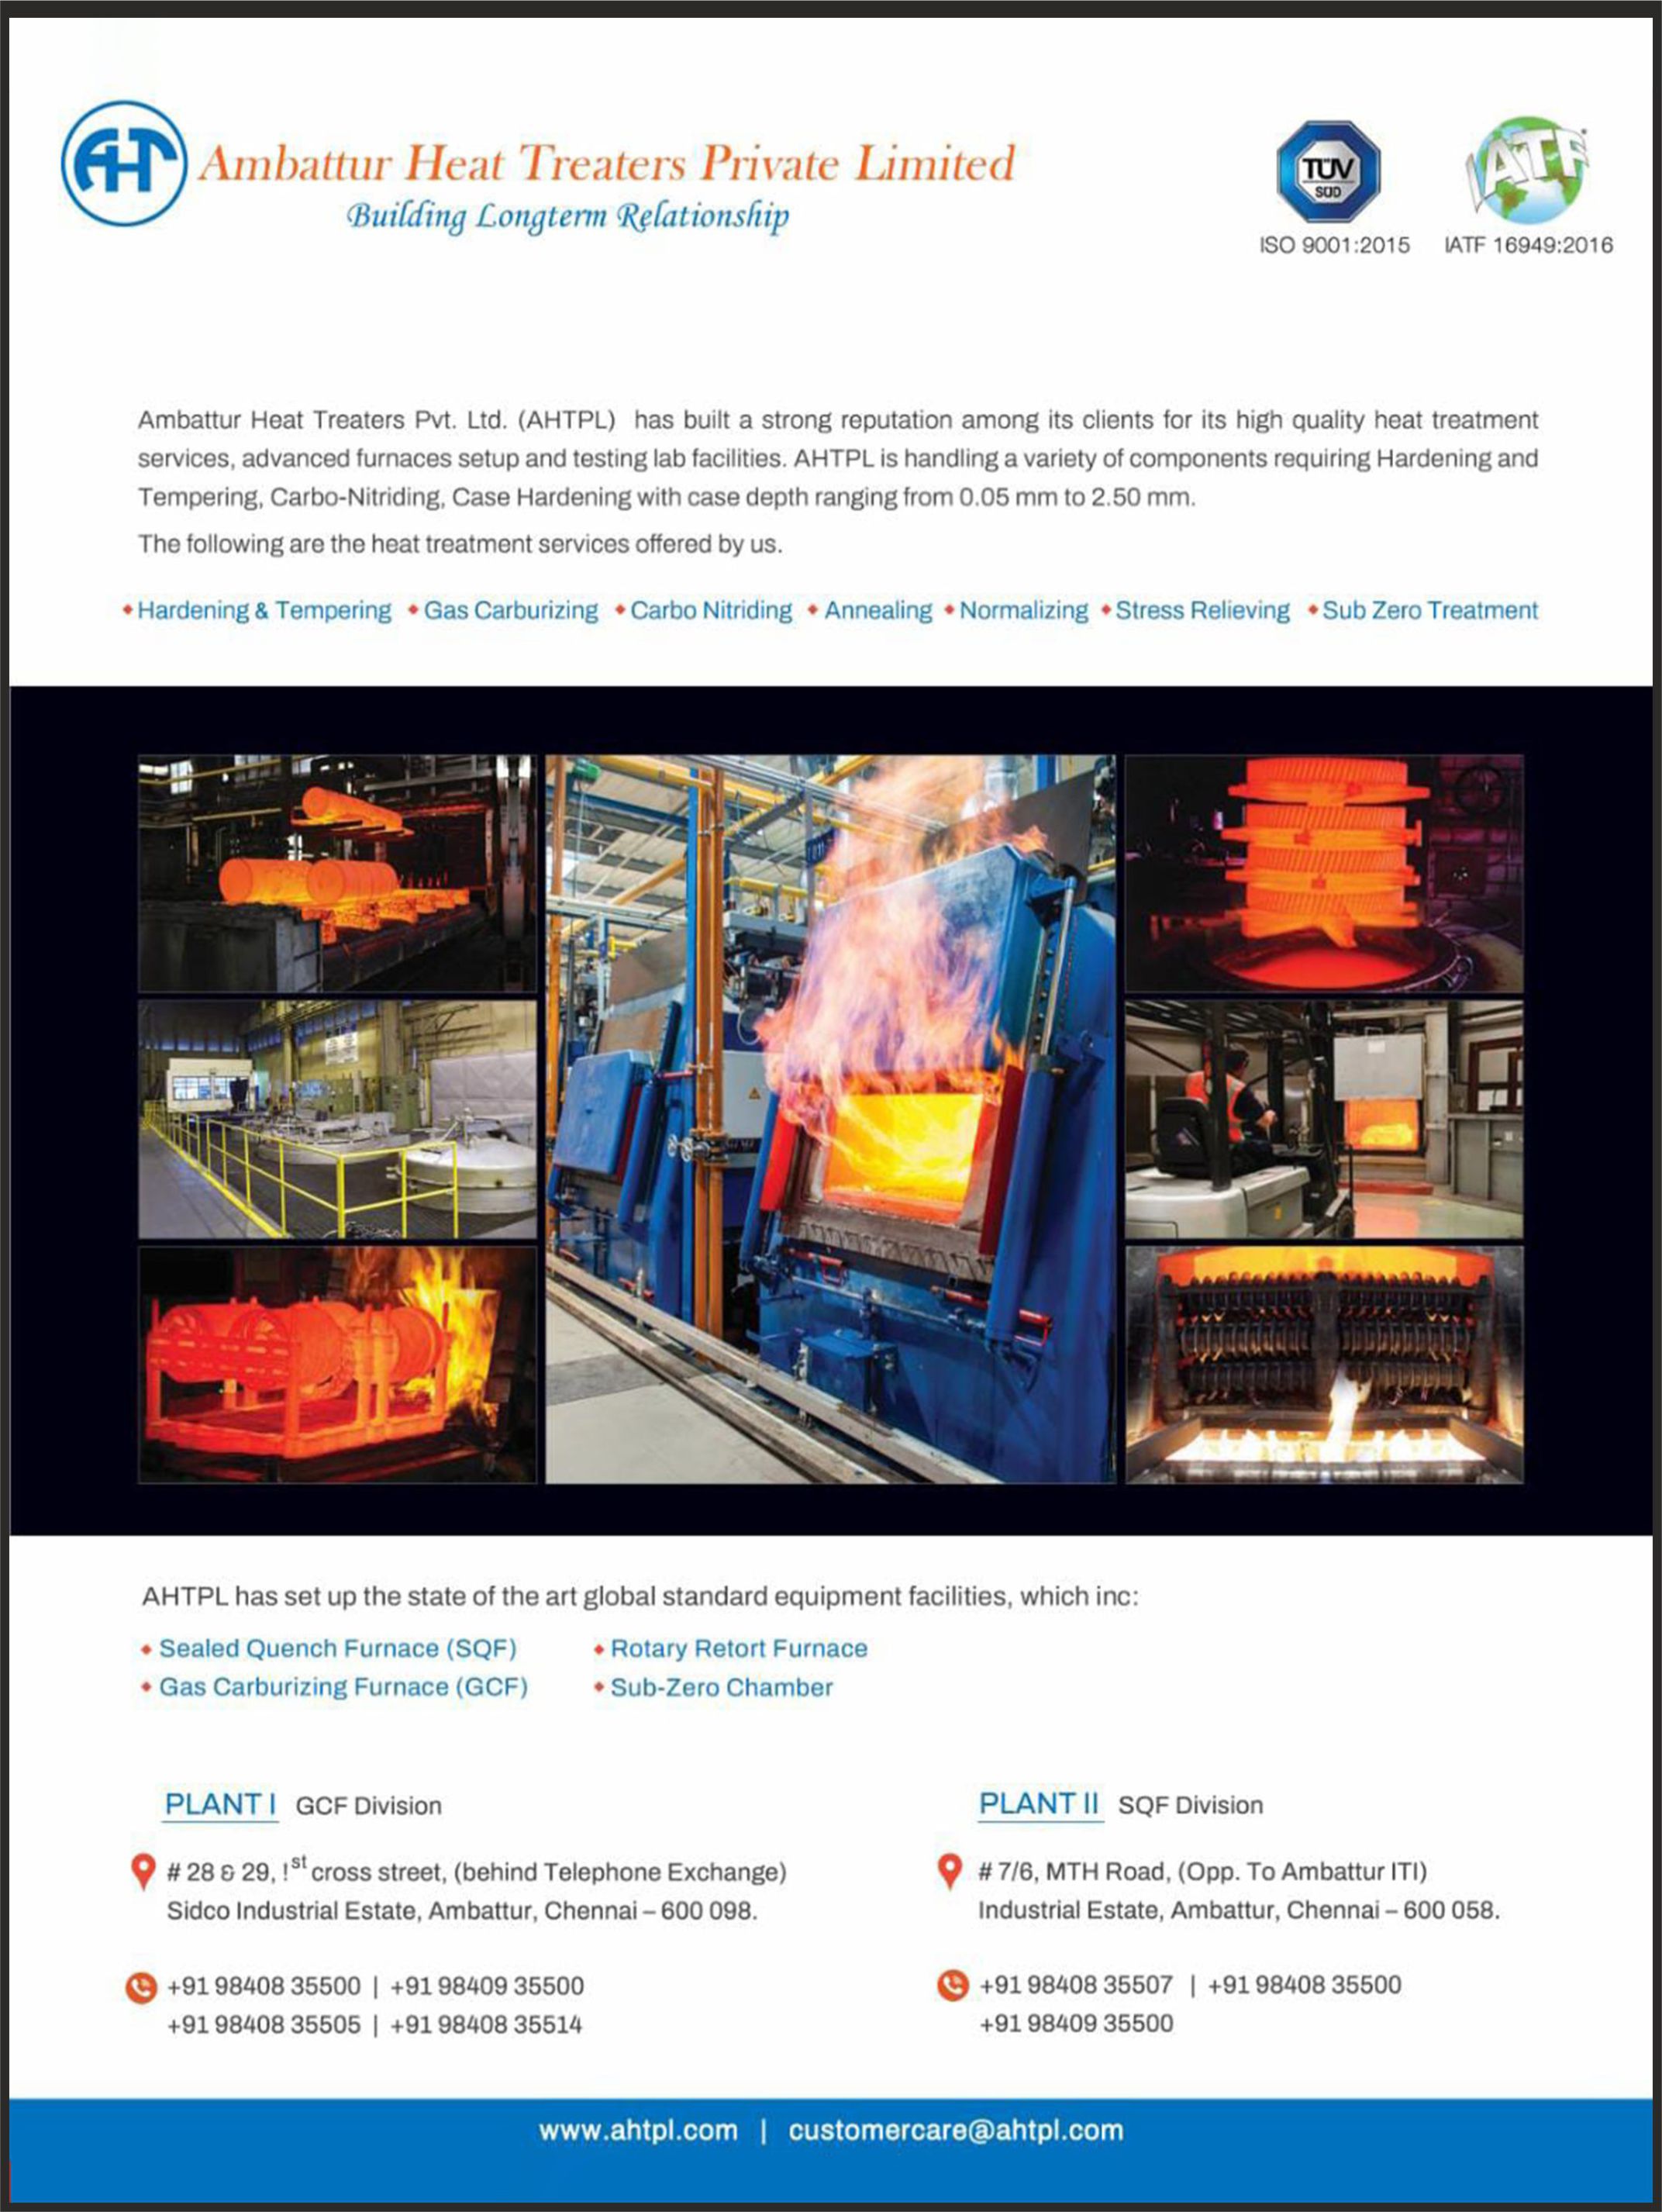 AHT
Ambattur Heat Treaters Private Limited
Building Longterm Relationship
TÜV
SÜD
ISO 9001:2015
IATF
IATF 16949:2016
Ambattur Heat Treaters Pvt. Ltd. (AHTPL) has built a strong reputation among its clients for its high quality heat treatment
services, advanced furnaces setup and testing lab facilities. AHTPL is handling a variety of components requiring Hardening and
Tempering, Carbo-Nitriding, Case Hardening with case depth ranging from 0.05 mm to 2.50 mm.
The following are the heat treatment services offered by us.
◆ Hardening & Tempering ◆ Gas Carburizing ◆ Carbo Nitriding ◆ Annealing ◆ Normalizing ◆ Stress Relieving ◆ Sub Zero Treatment
AHTPL has set up the state of the art global standard equipment facilities, which inc:
◆ Sealed Quench Furnace (SQF)
◆ Gas Carburizing Furnace (GCF)
◆ Rotary Retort Furnace
◆ Sub-Zero Chamber
PLANT I GCF Division
# 28 & 29, !st cross street, (behind Telephone Exchange)
Sidco Industrial Estate, Ambattur, Chennai – 600 098.
+91 98408 35500 | +91 98409 35500
+91 98408 35505 | +91 98408 35514
PLANT II SQF Division
# 7/6, MTH Road, (Opp. To Ambattur ITI)
Industrial Estate, Ambattur, Chennai – 600 058.
+91 98408 35507 | +91 98408 35500
+91 98409 35500
www.ahtpl.com | customercare@ahtpl.com